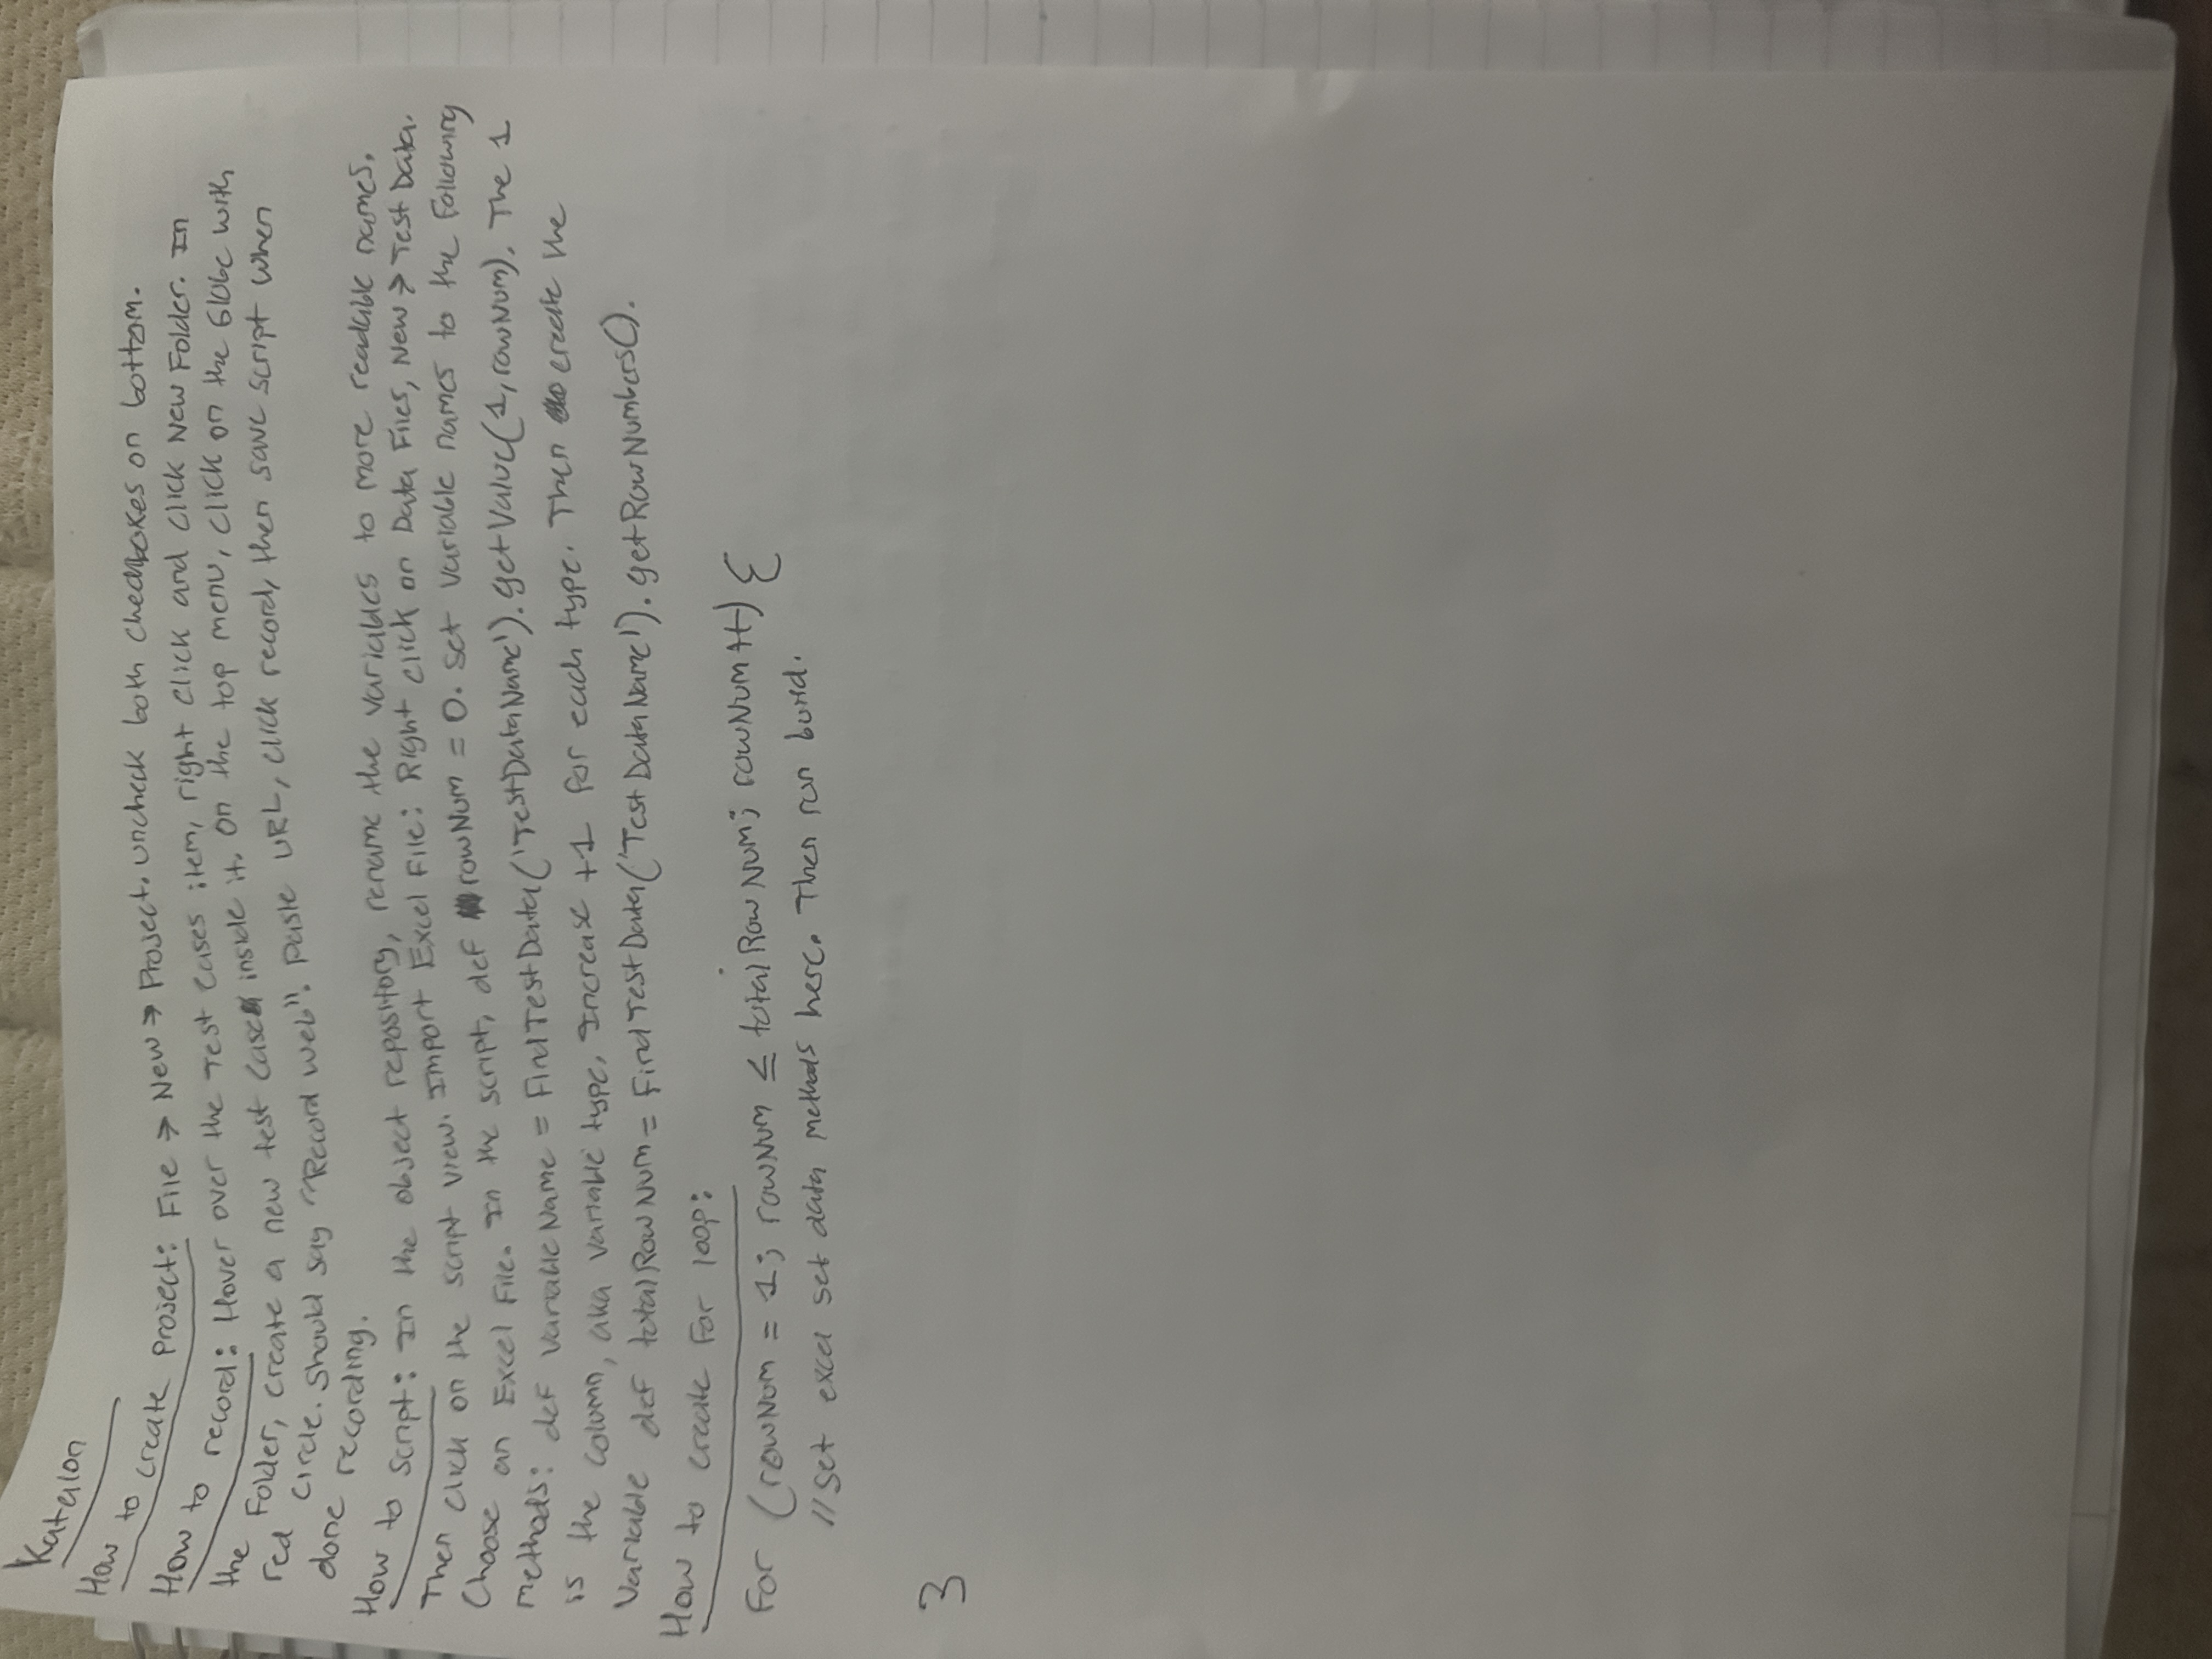 Katalon
How to create Project: File → New → Project. uncheck both checkboxes on bottom.
How to record: Hover over the Test Cases item, right click and click New Folder. In
the Folder, create a new test case inside it. On the top menu, click on the Globe with
red circle. Should say "Record Web". Paste URL, click record, then save script when
done recording.
How to Script: In the object repository, rename the variables to more readable names.
Then click on the script view. Import Excel File: Right click on Data Files, New → Test Data.
Choose an Excel File. In the script, def rowNum = 0. Set variable names to the following
methods: def variableName = FindTestData('TestDataName').getValue(1, rowNum). The 1
is the column, aka variable type, Increase +1 for each type. Then create the
Variable def totalRowNum = FindTestData('TestDataName').getRowNumbers().
How to create For loop:
For (rowNum = 1; rowNum ≤ totalRowNum; rowNum++) {
//Set excel set data methods here. Then run build.
3